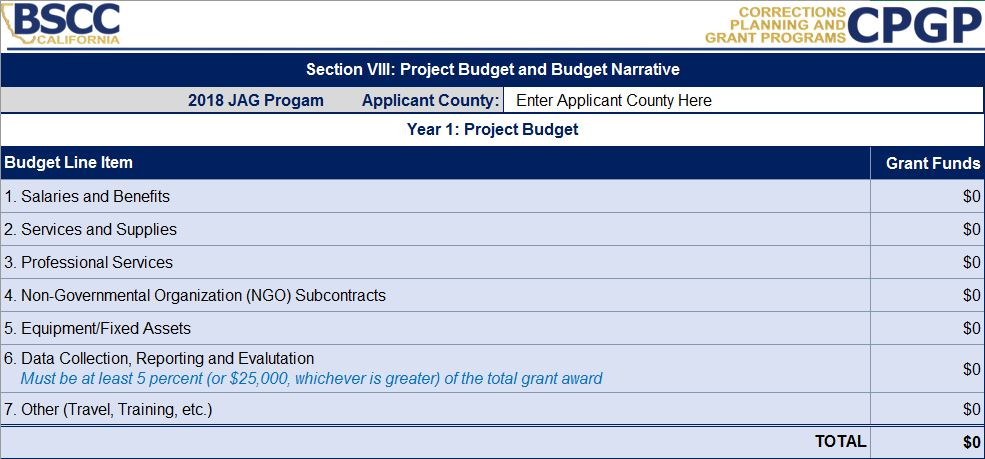 BSCC
CALIFORNIA
CORRECTIONS
PLANNING AND
GRANT PROGRAMS
CPGP
Section VIII: Project Budget and Budget Narrative
2018 JAG Progam Applicant County: Enter Applicant County Here
Year 1: Project Budget
Budget Line Item Grant Funds
1. Salaries and Benefits $0
2. Services and Supplies $0
3. Professional Services $0
4. Non-Governmental Organization (NGO) Subcontracts $0
5. Equipment/Fixed Assets $0
6. Data Collection, Reporting and Evalutation
Must be at least 5 percent (or $25,000, whichever is greater) of the total grant award $0
7. Other (Travel, Training, etc.) $0
TOTAL $0